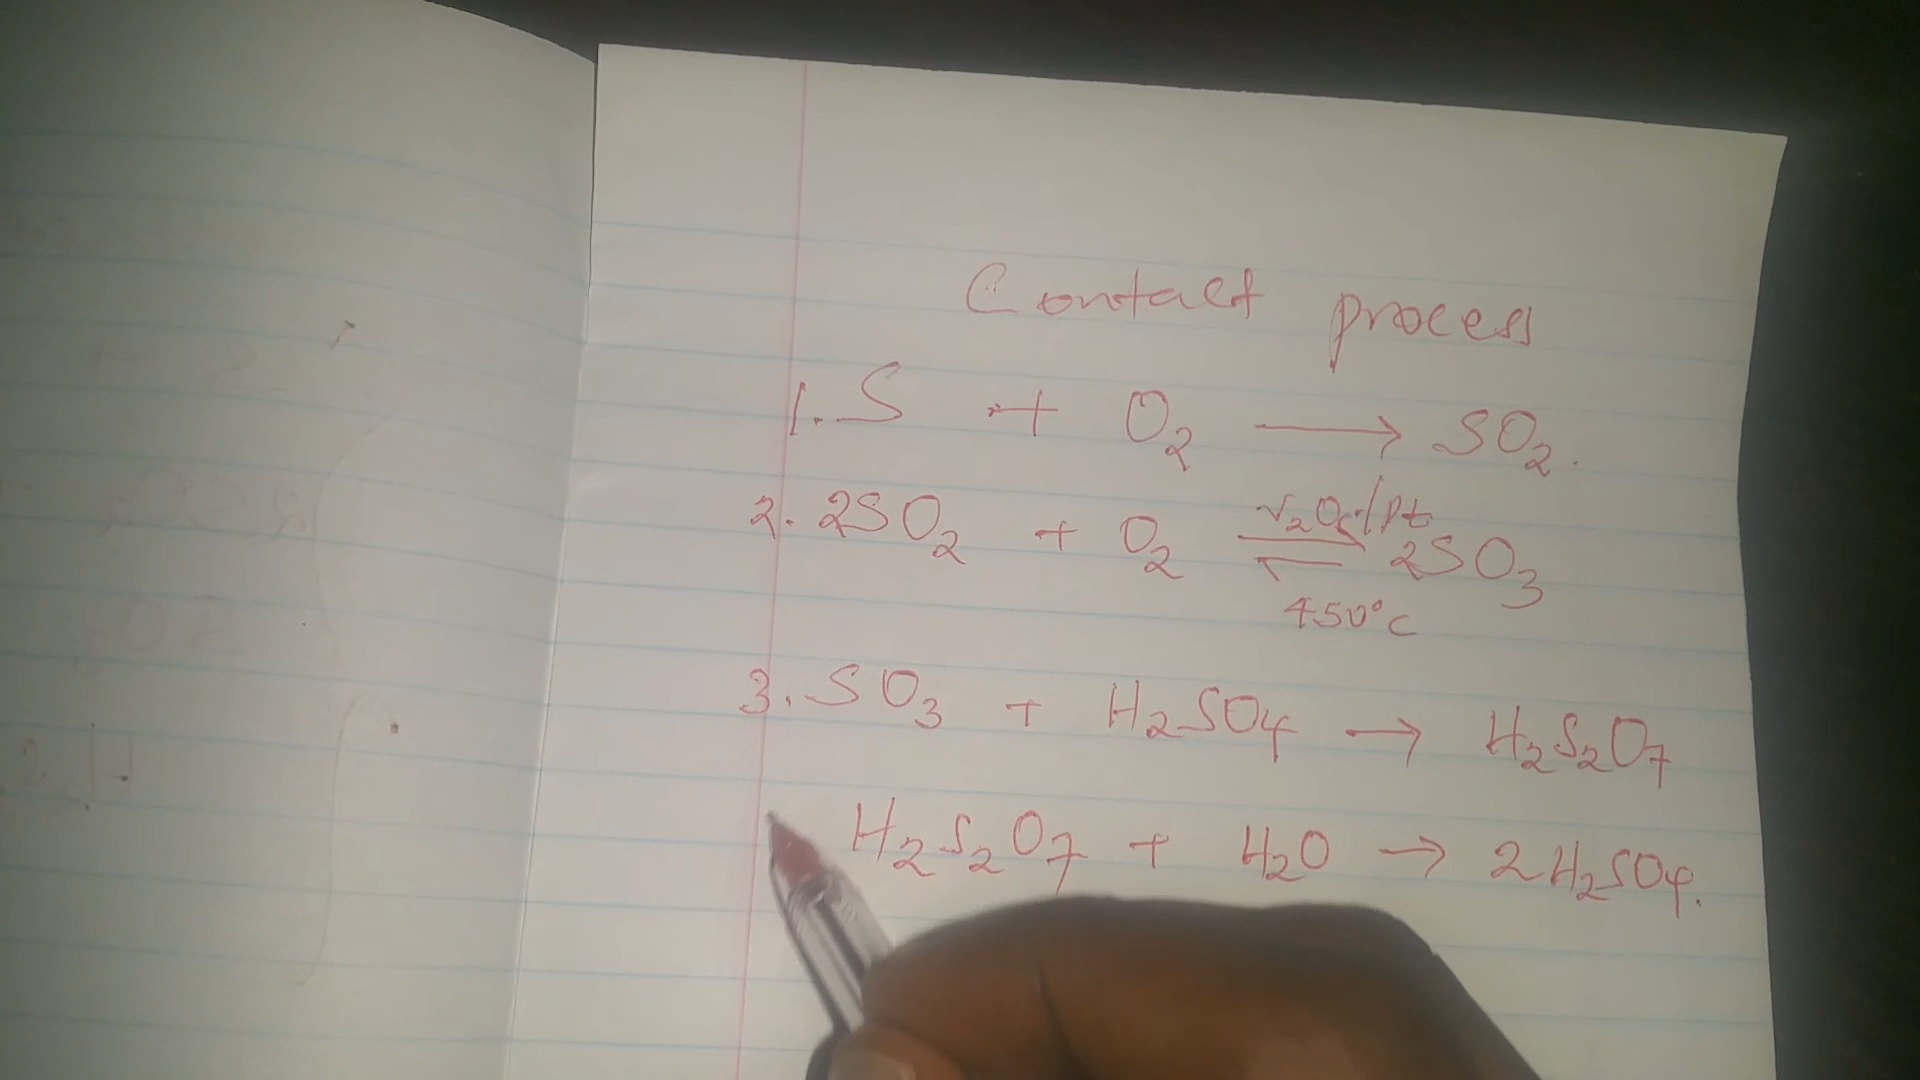 Contact process
1. S + O₂ → SO₂.
2. 2SO₂ + O₂ ⇌ 2SO₃
V₂O₅/Pt
450°C
3. SO₃ + H₂SO₄ → H₂S₂O₇
H₂S₂O₇ + H₂O → 2H₂SO₄.